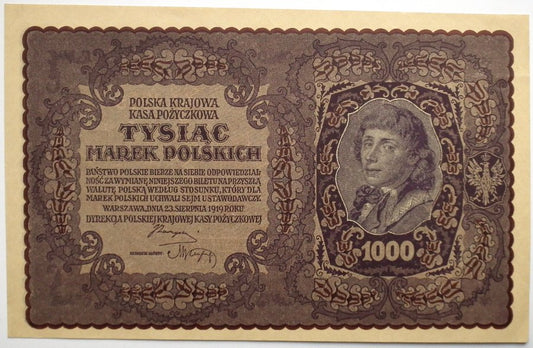 POLSKA KRAJOWA
KASA POŻYCZKOWA
TYSIĄC
MAREK POLSKICH
PAŃSTWO POLSKIE BIERZE NA SIEBIE ODPOWIEDZIAL-
NOŚĆ ZA WYMIANĘ NINIEJSZEGO BILETU NA PRZYSZŁĄ
WALUTĘ POLSKĄ WEDŁUG STOSUNKU, KTÓRY DLA
MAREK POLSKICH UCHWALI SEJM USTAWODAWCZY.
WARSZAWA, DNIA 23. SIERPNIA 1919 ROKU
DYREKCJA POLSKIEJ KRAJOWEJ KASY POŻYCZKOWEJ
1000